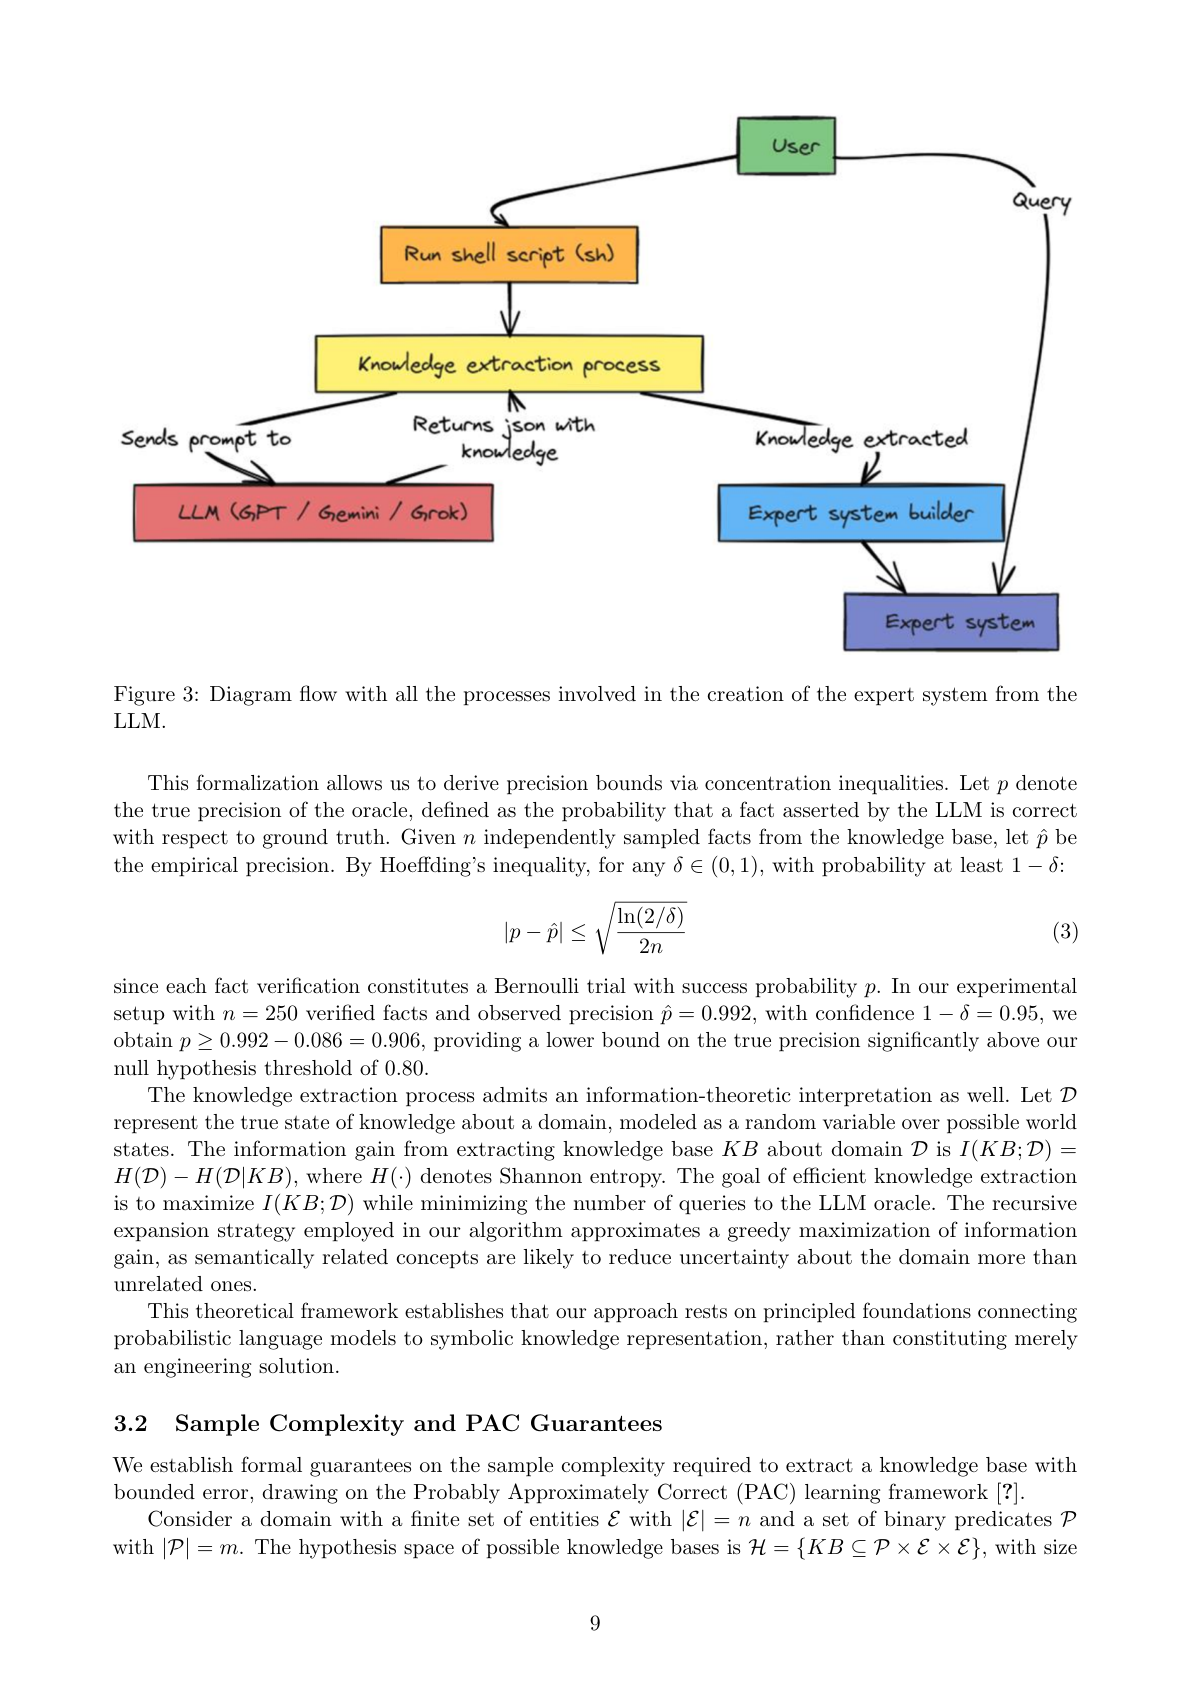 User
Query
Run shell script (sh)
Knowledge extraction process
Sends prompt to
Returns json with
knowledge
Knowledge extracted
LLM (GPT / Gemini / Grok)
Expert system builder
Expert system
Figure 3: Diagram flow with all the processes involved in the creation of the expert system from the
LLM.
This formalization allows us to derive precision bounds via concentration inequalities. Let p denote
the true precision of the oracle, defined as the probability that a fact asserted by the LLM is correct
with respect to ground truth. Given n independently sampled facts from the knowledge base, let p̂ be
the empirical precision. By Hoeffding's inequality, for any δ ∈ (0, 1), with probability at least 1 − δ:
|p − p̂| ≤ √(ln(2/δ) / 2n) (3)
since each fact verification constitutes a Bernoulli trial with success probability p. In our experimental
setup with n = 250 verified facts and observed precision p̂ = 0.992, with confidence 1 − δ = 0.95, we
obtain p ≥ 0.992 − 0.086 = 0.906, providing a lower bound on the true precision significantly above our
null hypothesis threshold of 0.80.
The knowledge extraction process admits an information-theoretic interpretation as well. Let 𝒟
represent the true state of knowledge about a domain, modeled as a random variable over possible world
states. The information gain from extracting knowledge base KB about domain 𝒟 is I(KB; 𝒟) =
H(𝒟) − H(𝒟|KB), where H(·) denotes Shannon entropy. The goal of efficient knowledge extraction
is to maximize I(KB; 𝒟) while minimizing the number of queries to the LLM oracle. The recursive
expansion strategy employed in our algorithm approximates a greedy maximization of information
gain, as semantically related concepts are likely to reduce uncertainty about the domain more than
unrelated ones.
This theoretical framework establishes that our approach rests on principled foundations connecting
probabilistic language models to symbolic knowledge representation, rather than constituting merely
an engineering solution.
3.2 Sample Complexity and PAC Guarantees
We establish formal guarantees on the sample complexity required to extract a knowledge base with
bounded error, drawing on the Probably Approximately Correct (PAC) learning framework [?].
Consider a domain with a finite set of entities ℰ with |ℰ| = n and a set of binary predicates 𝒫
with |𝒫| = m. The hypothesis space of possible knowledge bases is ℋ = {KB ⊆ 𝒫 × ℰ × ℰ}, with size
9